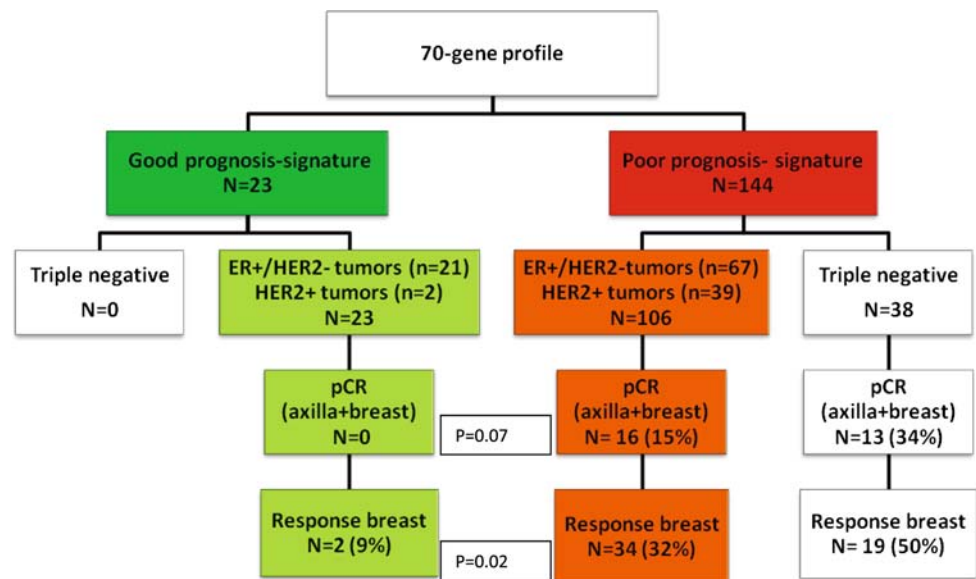 70-gene profile
Good prognosis-signature
N=23
Poor prognosis- signature
N=144
Triple negative
N=0
ER+/HER2- tumors (n=21)
HER2+ tumors (n=2)
N=23
ER+/HER2-tumors (n=67)
HER2+ tumors (n=39)
N=106
Triple negative
N=38
pCR
(axilla+breast)
N=0
P=0.07
pCR
(axilla+breast)
N= 16 (15%)
pCR
(axilla+breast)
N=13 (34%)
Response breast
N=2 (9%)
P=0.02
Response breast
N=34 (32%)
Response breast
N= 19 (50%)